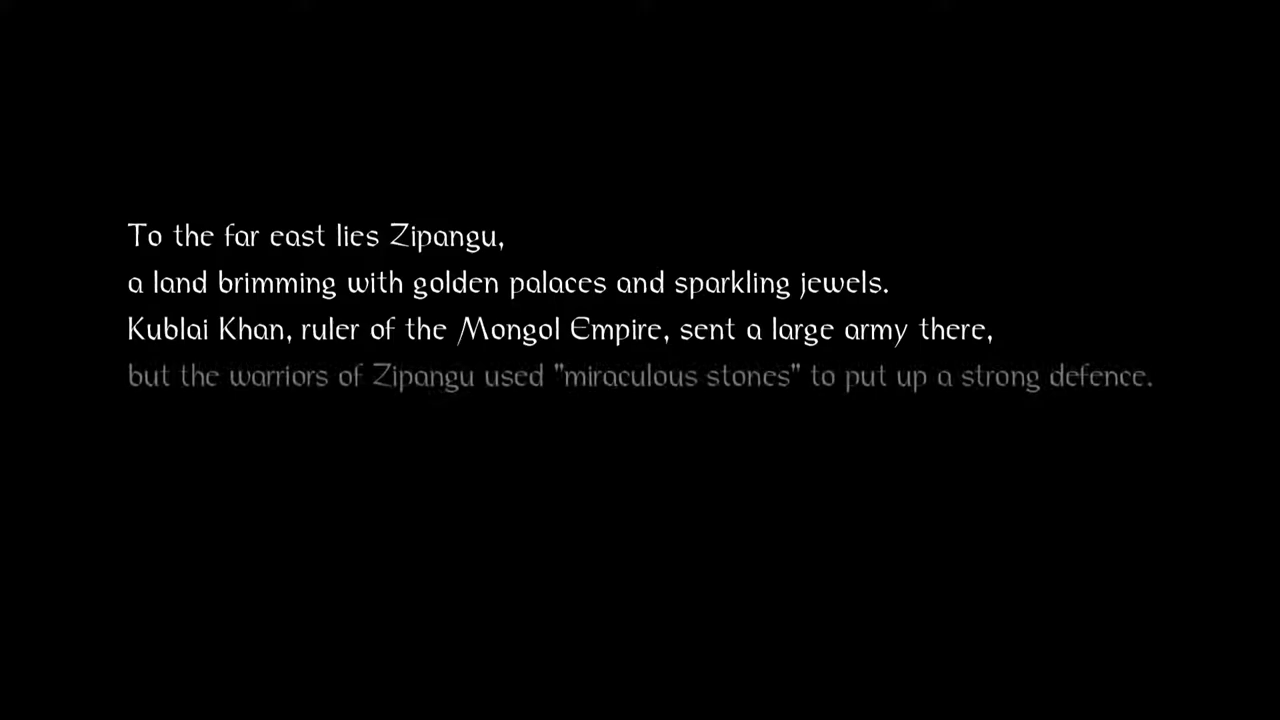 To the far east lies Zipangu,
a land brimming with golden palaces and sparkling jewels.
Kublai Khan, ruler of the Mongol Empire, sent a large army there,
but the warriors of Zipangu used "miraculous stones" to put up a strong defence.